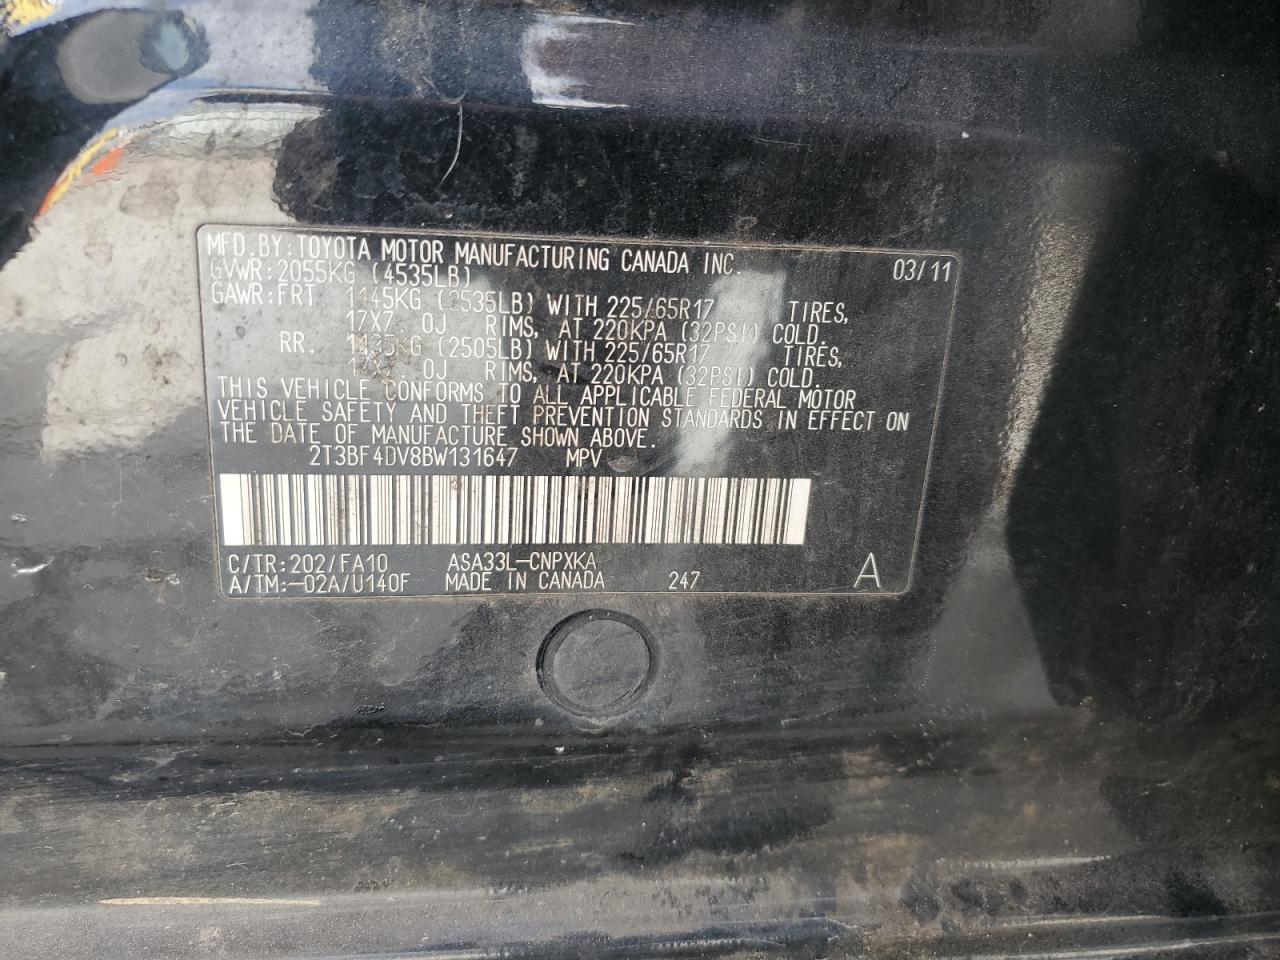 MFD.BY:TOYOTA MOTOR MANUFACTURING CANADA INC. 03/11
GVWR:2055KG (4535LB)
GAWR:FRT. 1145KG (2535LB) WITH 225/65R17 TIRES,
17X7 0J RIMS, AT 220KPA (32PSI) COLD.
RR. (2505LB) WITH 225/65R17 TIRES,
17X7 0J RIMS, AT 220KPA (32PSI) COLD.
THIS VEHICLE CONFORMS TO ALL APPLICABLE FEDERAL MOTOR
VEHICLE SAFETY AND THEFT PREVENTION STANDARDS IN EFFECT ON
THE DATE OF MANUFACTURE SHOWN ABOVE.
2T3BF4DV8BW131647 MPV
C/TR:202/FA10 ASA33L-CNPXKA
A/TM:-02A/U140F MADE IN CANADA 247 A